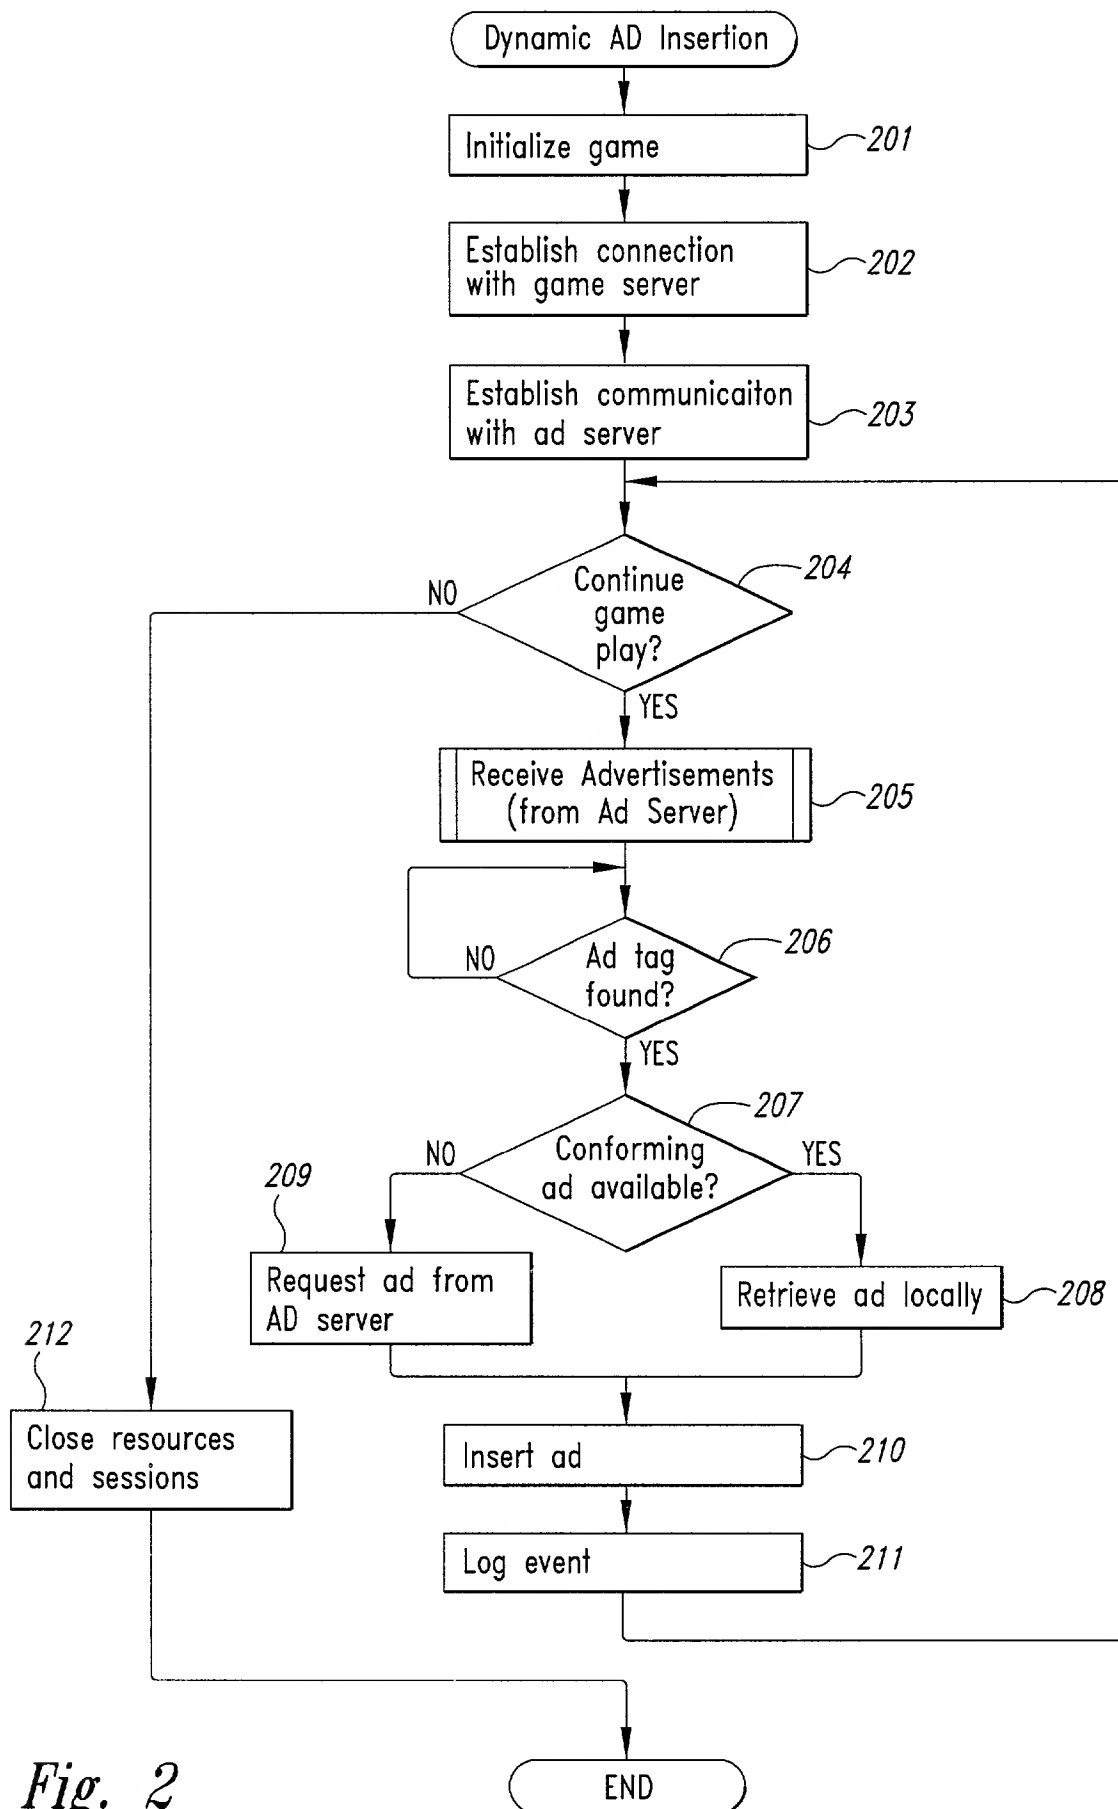 Dynamic AD Insertion
Initialize game
201
Establish connection
with game server
202
Establish communicaiton
with ad server
203
Continue
game
play?
204
NO
YES
Receive Advertisements
(from Ad Server)
205
Ad tag
found?
206
NO
YES
Conforming
ad available?
207
NO
YES
209
Request ad from
AD server
Retrieve ad locally
208
212
Close resources
and sessions
Insert ad
210
Log event
211
END
Fig. 2